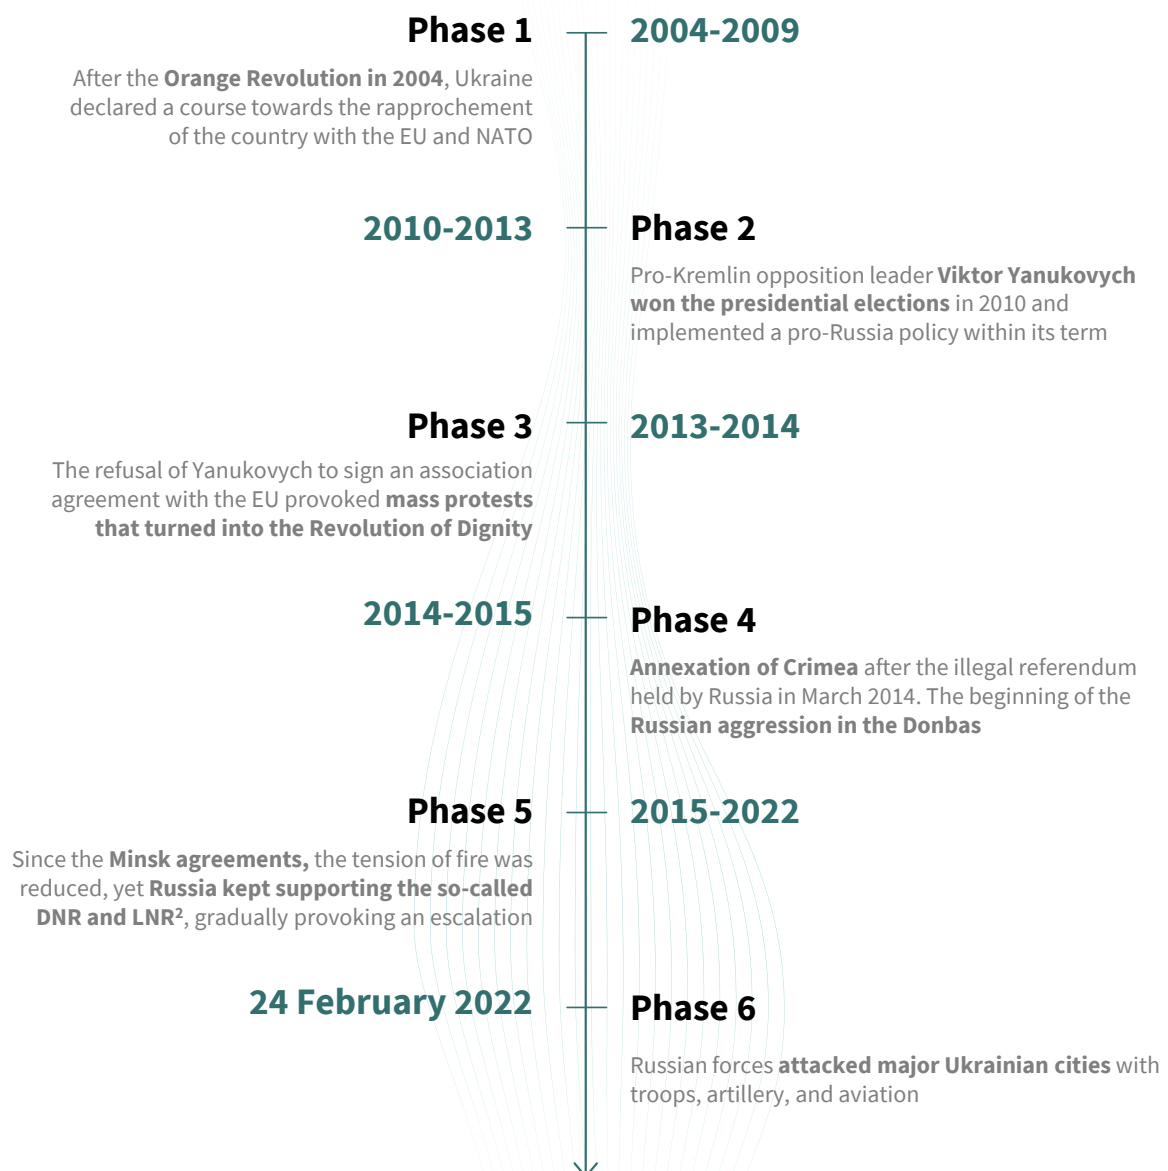 Phase 1
2004-2009
After the Orange Revolution in 2004, Ukraine
declared a course towards the rapprochement
of the country with the EU and NATO
2010-2013
Phase 2
Pro-Kremlin opposition leader Viktor Yanukovych
won the presidential elections in 2010 and
implemented a pro-Russia policy within its term
Phase 3
2013-2014
The refusal of Yanukovych to sign an association
agreement with the EU provoked mass protests
that turned into the Revolution of Dignity
2014-2015
Phase 4
Annexation of Crimea after the illegal referendum
held by Russia in March 2014. The beginning of the
Russian aggression in the Donbas
Phase 5
2015-2022
Since the Minsk agreements, the tension of fire was
reduced, yet Russia kept supporting the so-called
DNR and LNR², gradually provoking an escalation
24 February 2022
Phase 6
Russian forces attacked major Ukrainian cities with
troops, artillery, and aviation